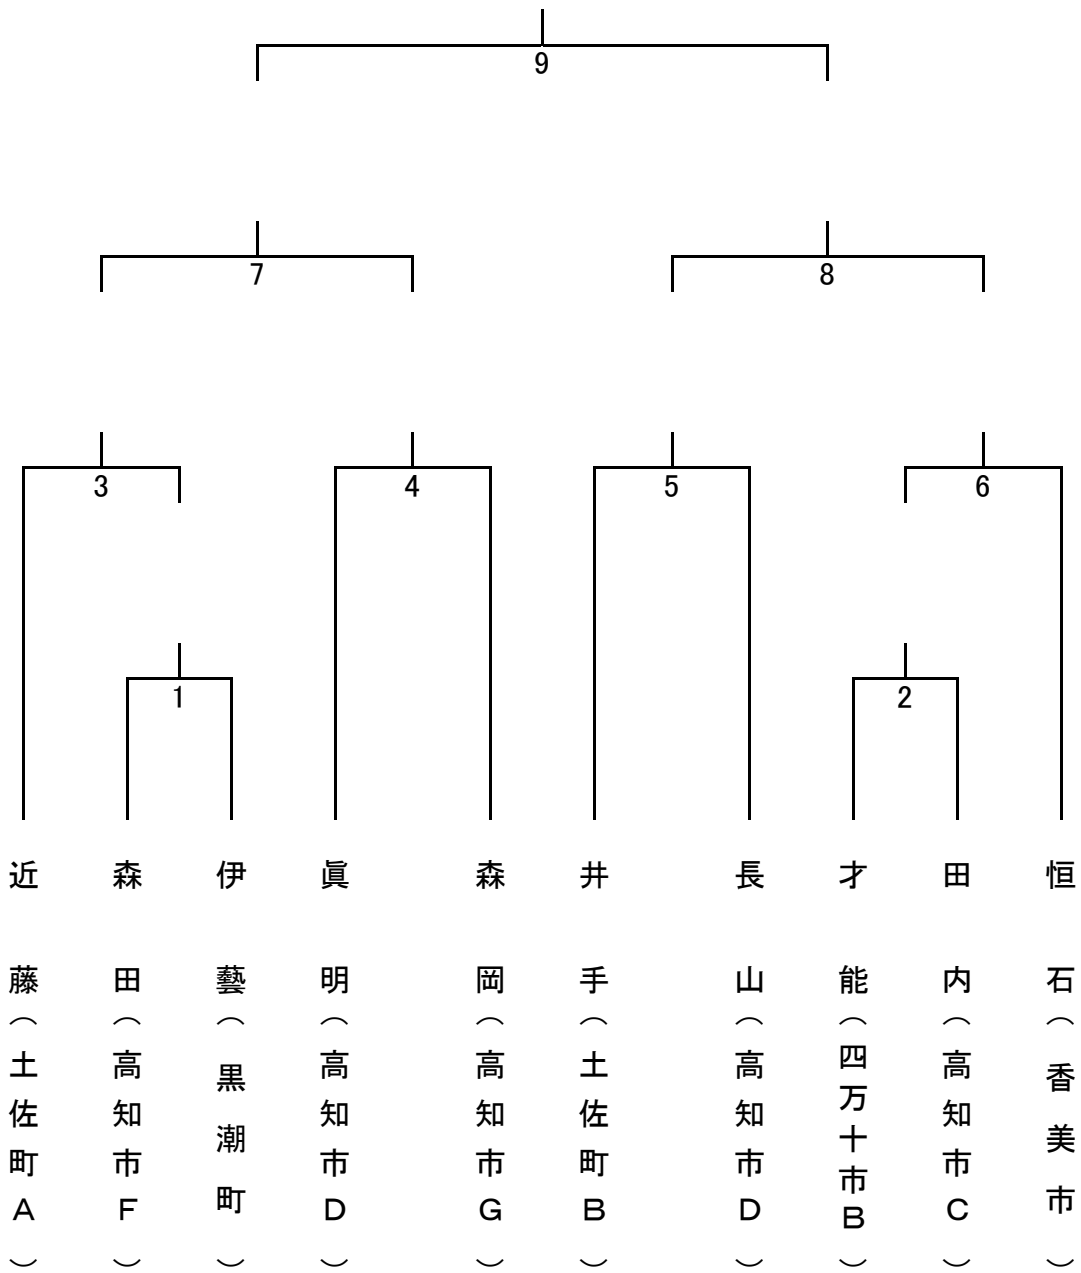 9
7
8
3
4
5
6
1
2
近藤（土佐町A）
森田（高知市F）
伊藝（黒潮町）
眞明（高知市D）
森岡（高知市G）
井手（土佐町B）
長山（高知市D）
才能（四万十市B）
田内（高知市C）
恒石（香美市）